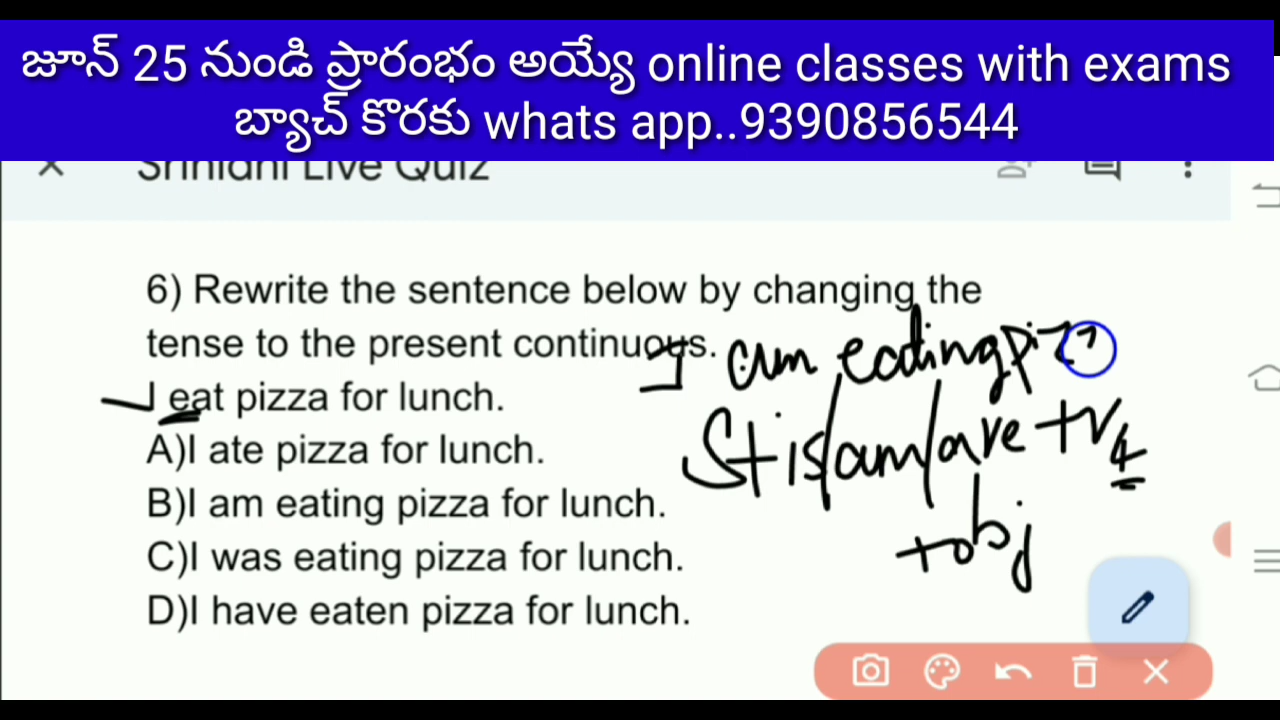 జూన్ 25 నుండి ప్రారంభం అయ్యే online classes with exams
బ్యాచ్ కొరకు whats app..9390856544
Srinidhi Live Quiz
6) Rewrite the sentence below by changing the
tense to the present continuous.
I am eating pizz
I eat pizza for lunch.
S+is/am/are +V4
+obj
A)I ate pizza for lunch.
B)I am eating pizza for lunch.
C)I was eating pizza for lunch.
D)I have eaten pizza for lunch.